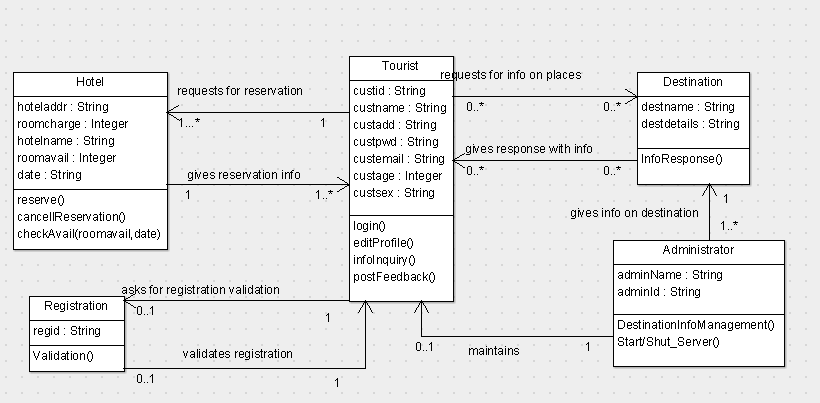 Hotel
hoteladdr : String
roomcharge : Integer
hotelname : String
roomavail : Integer
date : String
reserve()
cancellReservation()
checkAvail(roomavail,date)
requests for reservation
1...*
1
gives reservation info
1
1..*
Tourist
custid : String
custname : String
custadd : String
custpwd : String
custemail : String
custage : Integer
custsex : String
login()
editProfile()
infoInquiry()
postFeedback()
requests for info on places
0..*
0..*
gives response with info
0..*
0..*
Destination
destname : String
destdetails : String
InfoResponse()
gives info on destination
1
1..*
Administrator
adminName : String
adminId : String
DestinationInfoManagement()
Start/Shut_Server()
asks for registration validation
0..1
1
Registration
regid : String
Validation()
validates registration
0..1
1
0..1
maintains
1